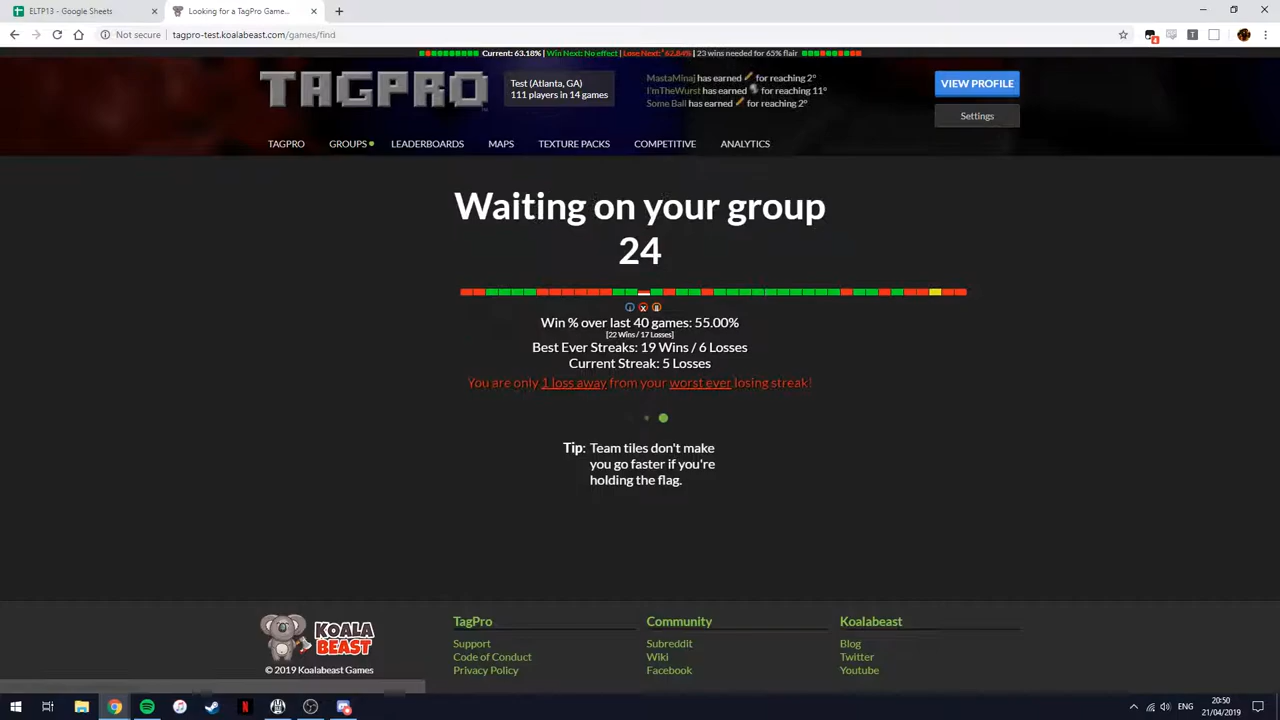 ELTP13 - Google Sheets
Looking for a TagPro Game...
Not secure | tagpro-test.koalabeast.com/games/find
Current: 63.18% | Win Next: No effect | Lose Next: 62.84% | 23 wins needed for 65% flair
TAGPRO
Test (Atlanta, GA)
111 players in 14 games
MastaMinaj has earned for reaching 2°
I'mTheWurst has earned for reaching 11°
Some Ball has earned for reaching 2°
VIEW PROFILE
Settings
TAGPRO GROUPS LEADERBOARDS MAPS TEXTURE PACKS COMPETITIVE ANALYTICS
Waiting on your group
24
Win % over last 40 games: 55.00%
[22 Wins / 17 Losses]
Best Ever Streaks: 19 Wins / 6 Losses
Current Streak: 5 Losses
You are only 1 loss away from your worst ever losing streak!
Tip: Team tiles don't make
you go faster if you're
holding the flag.
KOALA
BEAST
© 2019 Koalabeast Games
TagPro
Support
Code of Conduct
Privacy Policy
Community
Subreddit
Wiki
Facebook
Koalabeast
Blog
Twitter
Youtube
ENG
20:50
21/04/2019